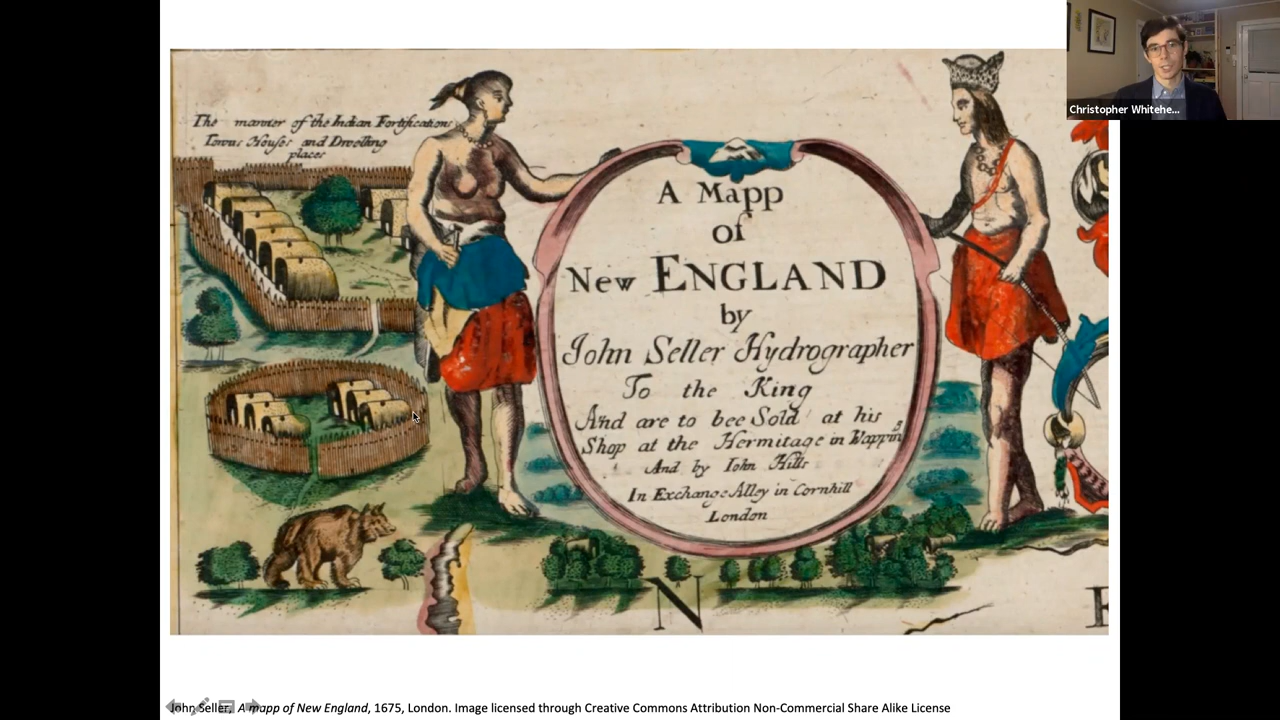 Christopher Whitehe...
The manner of the Indian Fortifications
Towns Houses and Dwelling
places
A Mapp
of
New ENGLAND
by
John Seller Hydrographer
To the King
And are to bee Sold at his
Shop at the Hermitage in Wapping
And by Iohn Hills
In Exchange Alley in Cornhill
London
N
E
John Seller, A mapp of New England, 1675, London. Image licensed through Creative Commons Attribution Non-Commercial Share Alike License